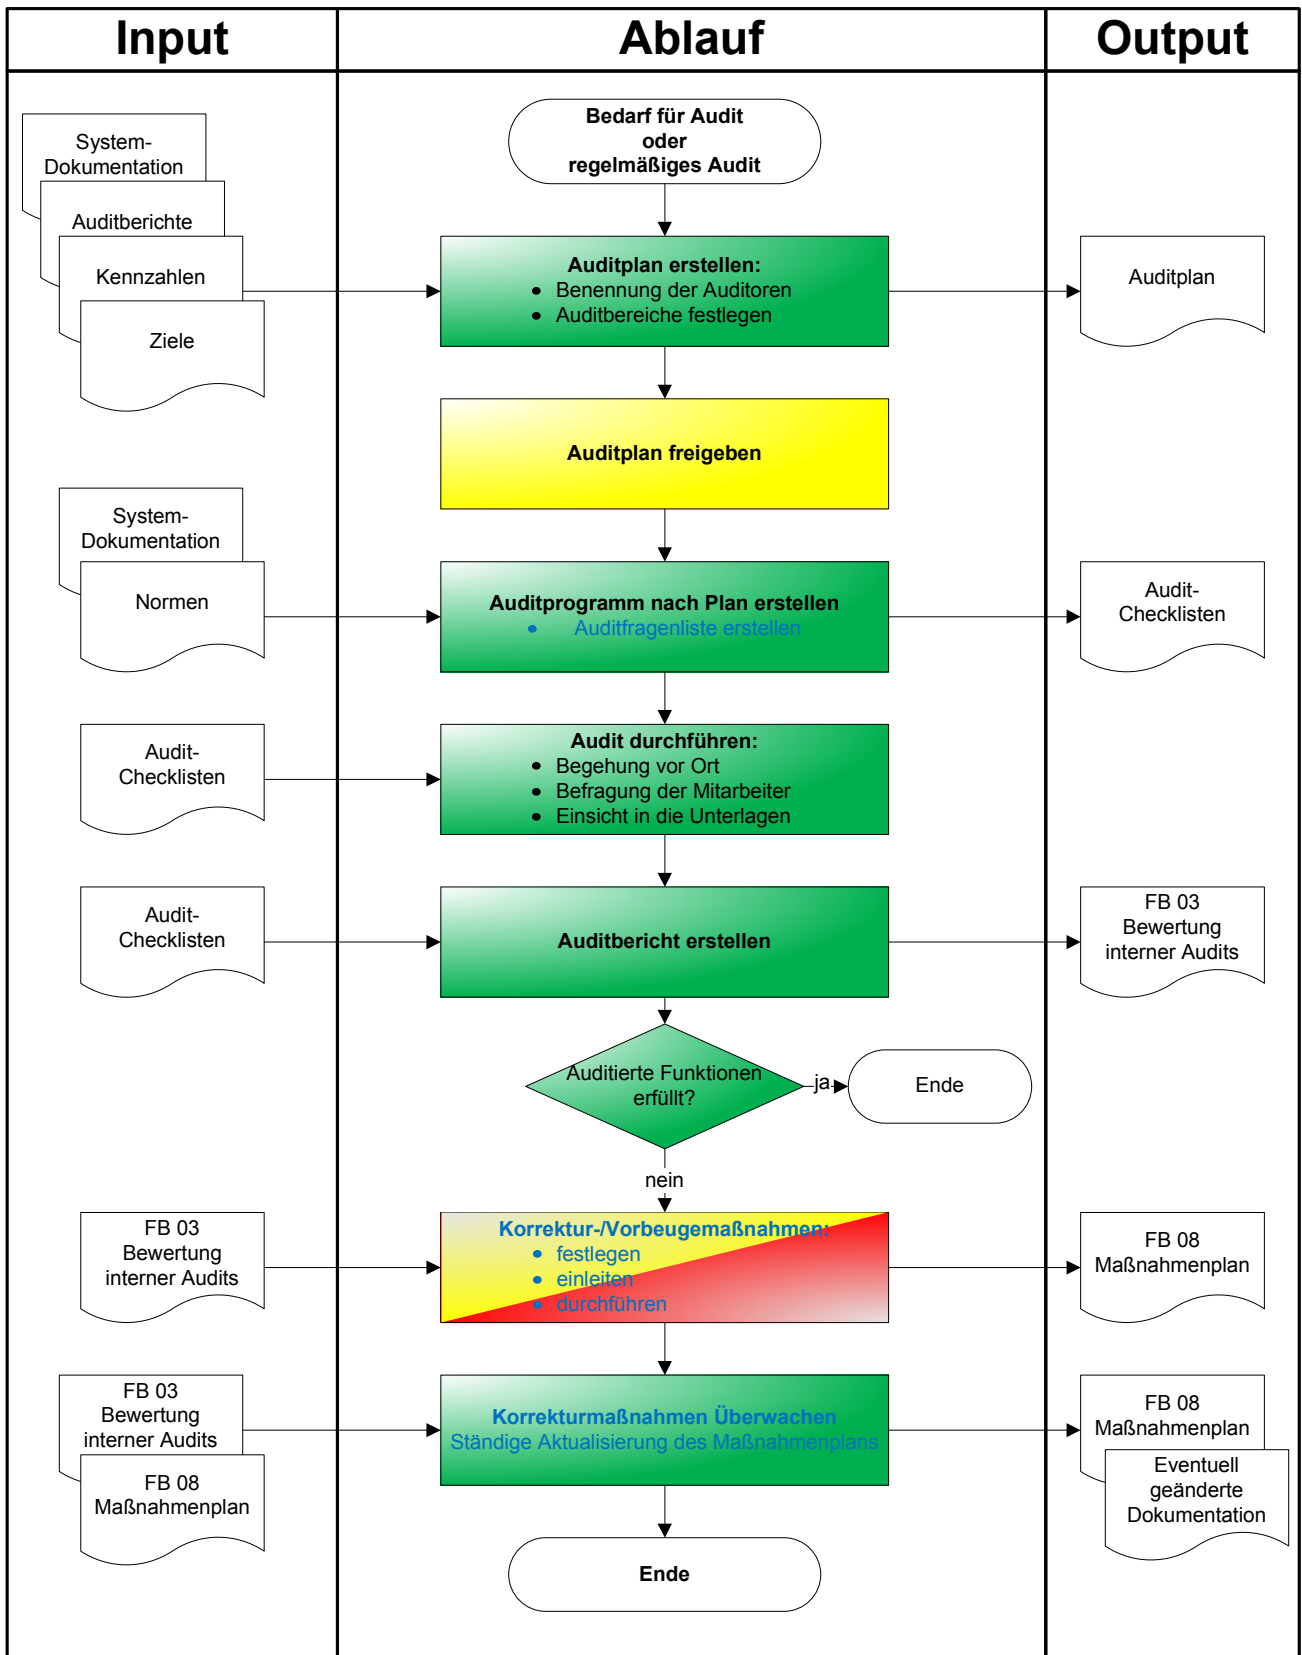 Input
Ablauf
Output
Bedarf für Audit
oder
regelmäßiges Audit
System-
Dokumentation
Auditberichte
Kennzahlen
Ziele
Auditplan erstellen:
• Benennung der Auditoren
• Auditbereiche festlegen
Auditplan
Auditplan freigeben
System-
Dokumentation
Normen
Auditprogramm nach Plan erstellen
• Auditfragenliste erstellen
Audit-
Checklisten
Audit-
Checklisten
Audit durchführen:
• Begehung vor Ort
• Befragung der Mitarbeiter
• Einsicht in die Unterlagen
Audit-
Checklisten
Auditbericht erstellen
FB 03
Bewertung
interner Audits
Auditierte Funktionen
erfüllt?
ja
Ende
nein
FB 03
Bewertung
interner Audits
Korrektur-/Vorbeugemaßnahmen:
• festlegen
• einleiten
• durchführen
FB 08
Maßnahmenplan
FB 03
Bewertung
interner Audits
FB 08
Maßnahmenplan
Korrekturmaßnahmen Überwachen
Ständige Aktualisierung des Maßnahmenplans
FB 08
Maßnahmenplan
Eventuell
geänderte
Dokumentation
Ende